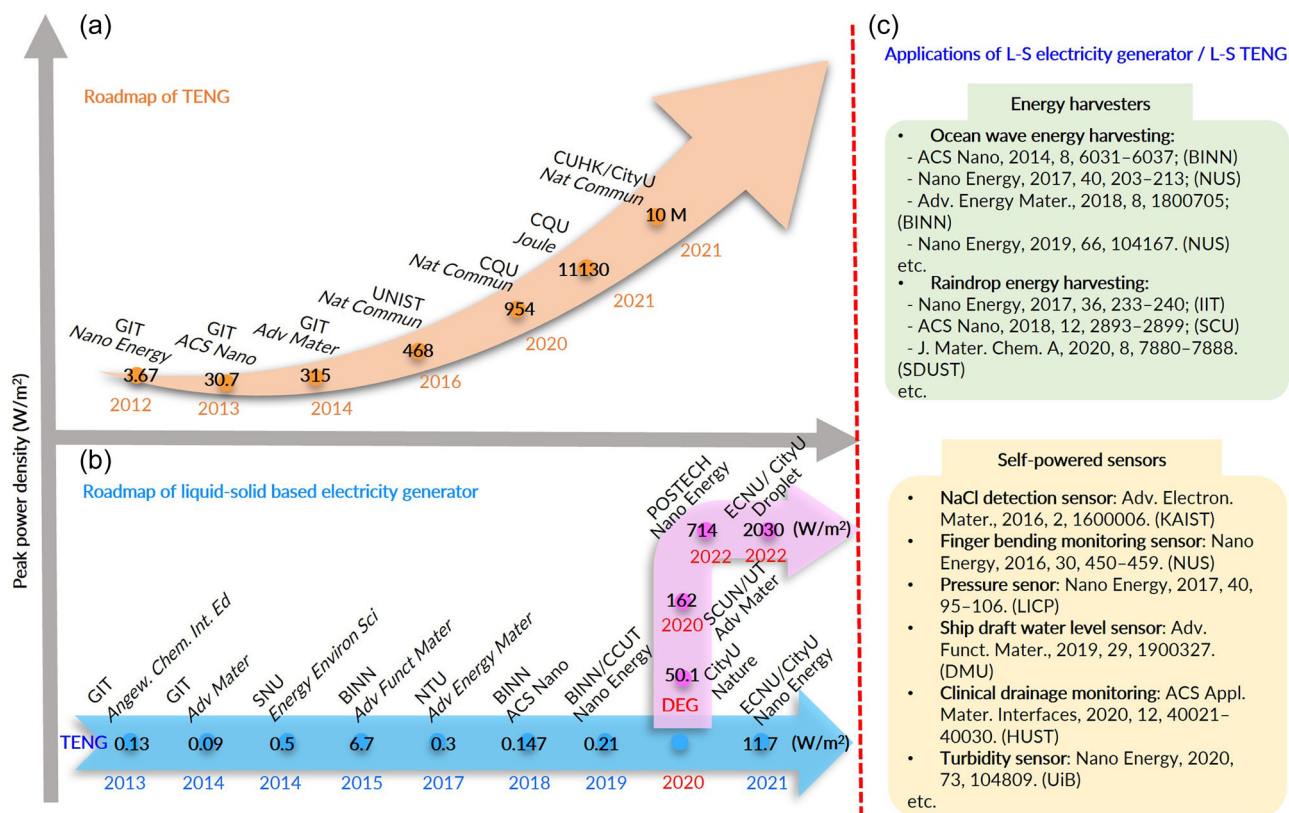 Peak power density (W/m²)
(a)
Roadmap of TENG
GIT
Nano Energy
3.67
2012
GIT
ACS Nano
30.7
2013
GIT
Adv Mater
315
2014
UNIST
Nat Commun
468
2016
CQU
Nat Commun
954
2020
CQU
Joule
11130
2021
CUHK/CityU
Nat Commun
10 M
2021
(b)
Roadmap of liquid-solid based electricity generator
TENG
GIT
Angew. Chem. Int. Ed
0.13
2013
GIT
Adv Mater
0.09
2014
SNU
Energy Environ Sci
0.5
2014
BINN
Adv Funct Mater
6.7
2015
NTU
Adv Energy Mater
0.3
2017
BINN
ACS Nano
0.147
2018
BINN/CCUT
Nano Energy
0.21
2019
2020
ECNU/CityU
Nano Energy
11.7
(W/m²)
2021
DEG
50.1
CityU
Nature
162
2020
SCUN/UT
Adv Mater
POSTECH
Nano Energy
714
2022
ECNU/ CityU
Droplet
2030
(W/m²)
2022
(c)
Applications of L-S electricity generator / L-S TENG
Energy harvesters
• Ocean wave energy harvesting:
- ACS Nano, 2014, 8, 6031–6037; (BINN)
- Nano Energy, 2017, 40, 203–213; (NUS)
- Adv. Energy Mater., 2018, 8, 1800705;
(BINN)
- Nano Energy, 2019, 66, 104167. (NUS)
etc.
• Raindrop energy harvesting:
- Nano Energy, 2017, 36, 233–240; (IIT)
- ACS Nano, 2018, 12, 2893–2899; (SCU)
- J. Mater. Chem. A, 2020, 8, 7880–7888.
(SDUST)
etc.
Self-powered sensors
• NaCl detection sensor: Adv. Electron.
Mater., 2016, 2, 1600006. (KAIST)
• Finger bending monitoring sensor: Nano
Energy, 2016, 30, 450–459. (NUS)
• Pressure senor: Nano Energy, 2017, 40,
95–106. (LICP)
• Ship draft water level sensor: Adv.
Funct. Mater., 2019, 29, 1900327.
(DMU)
• Clinical drainage monitoring: ACS Appl.
Mater. Interfaces, 2020, 12, 40021–
40030. (HUST)
• Turbidity sensor: Nano Energy, 2020,
73, 104809. (UiB)
etc.